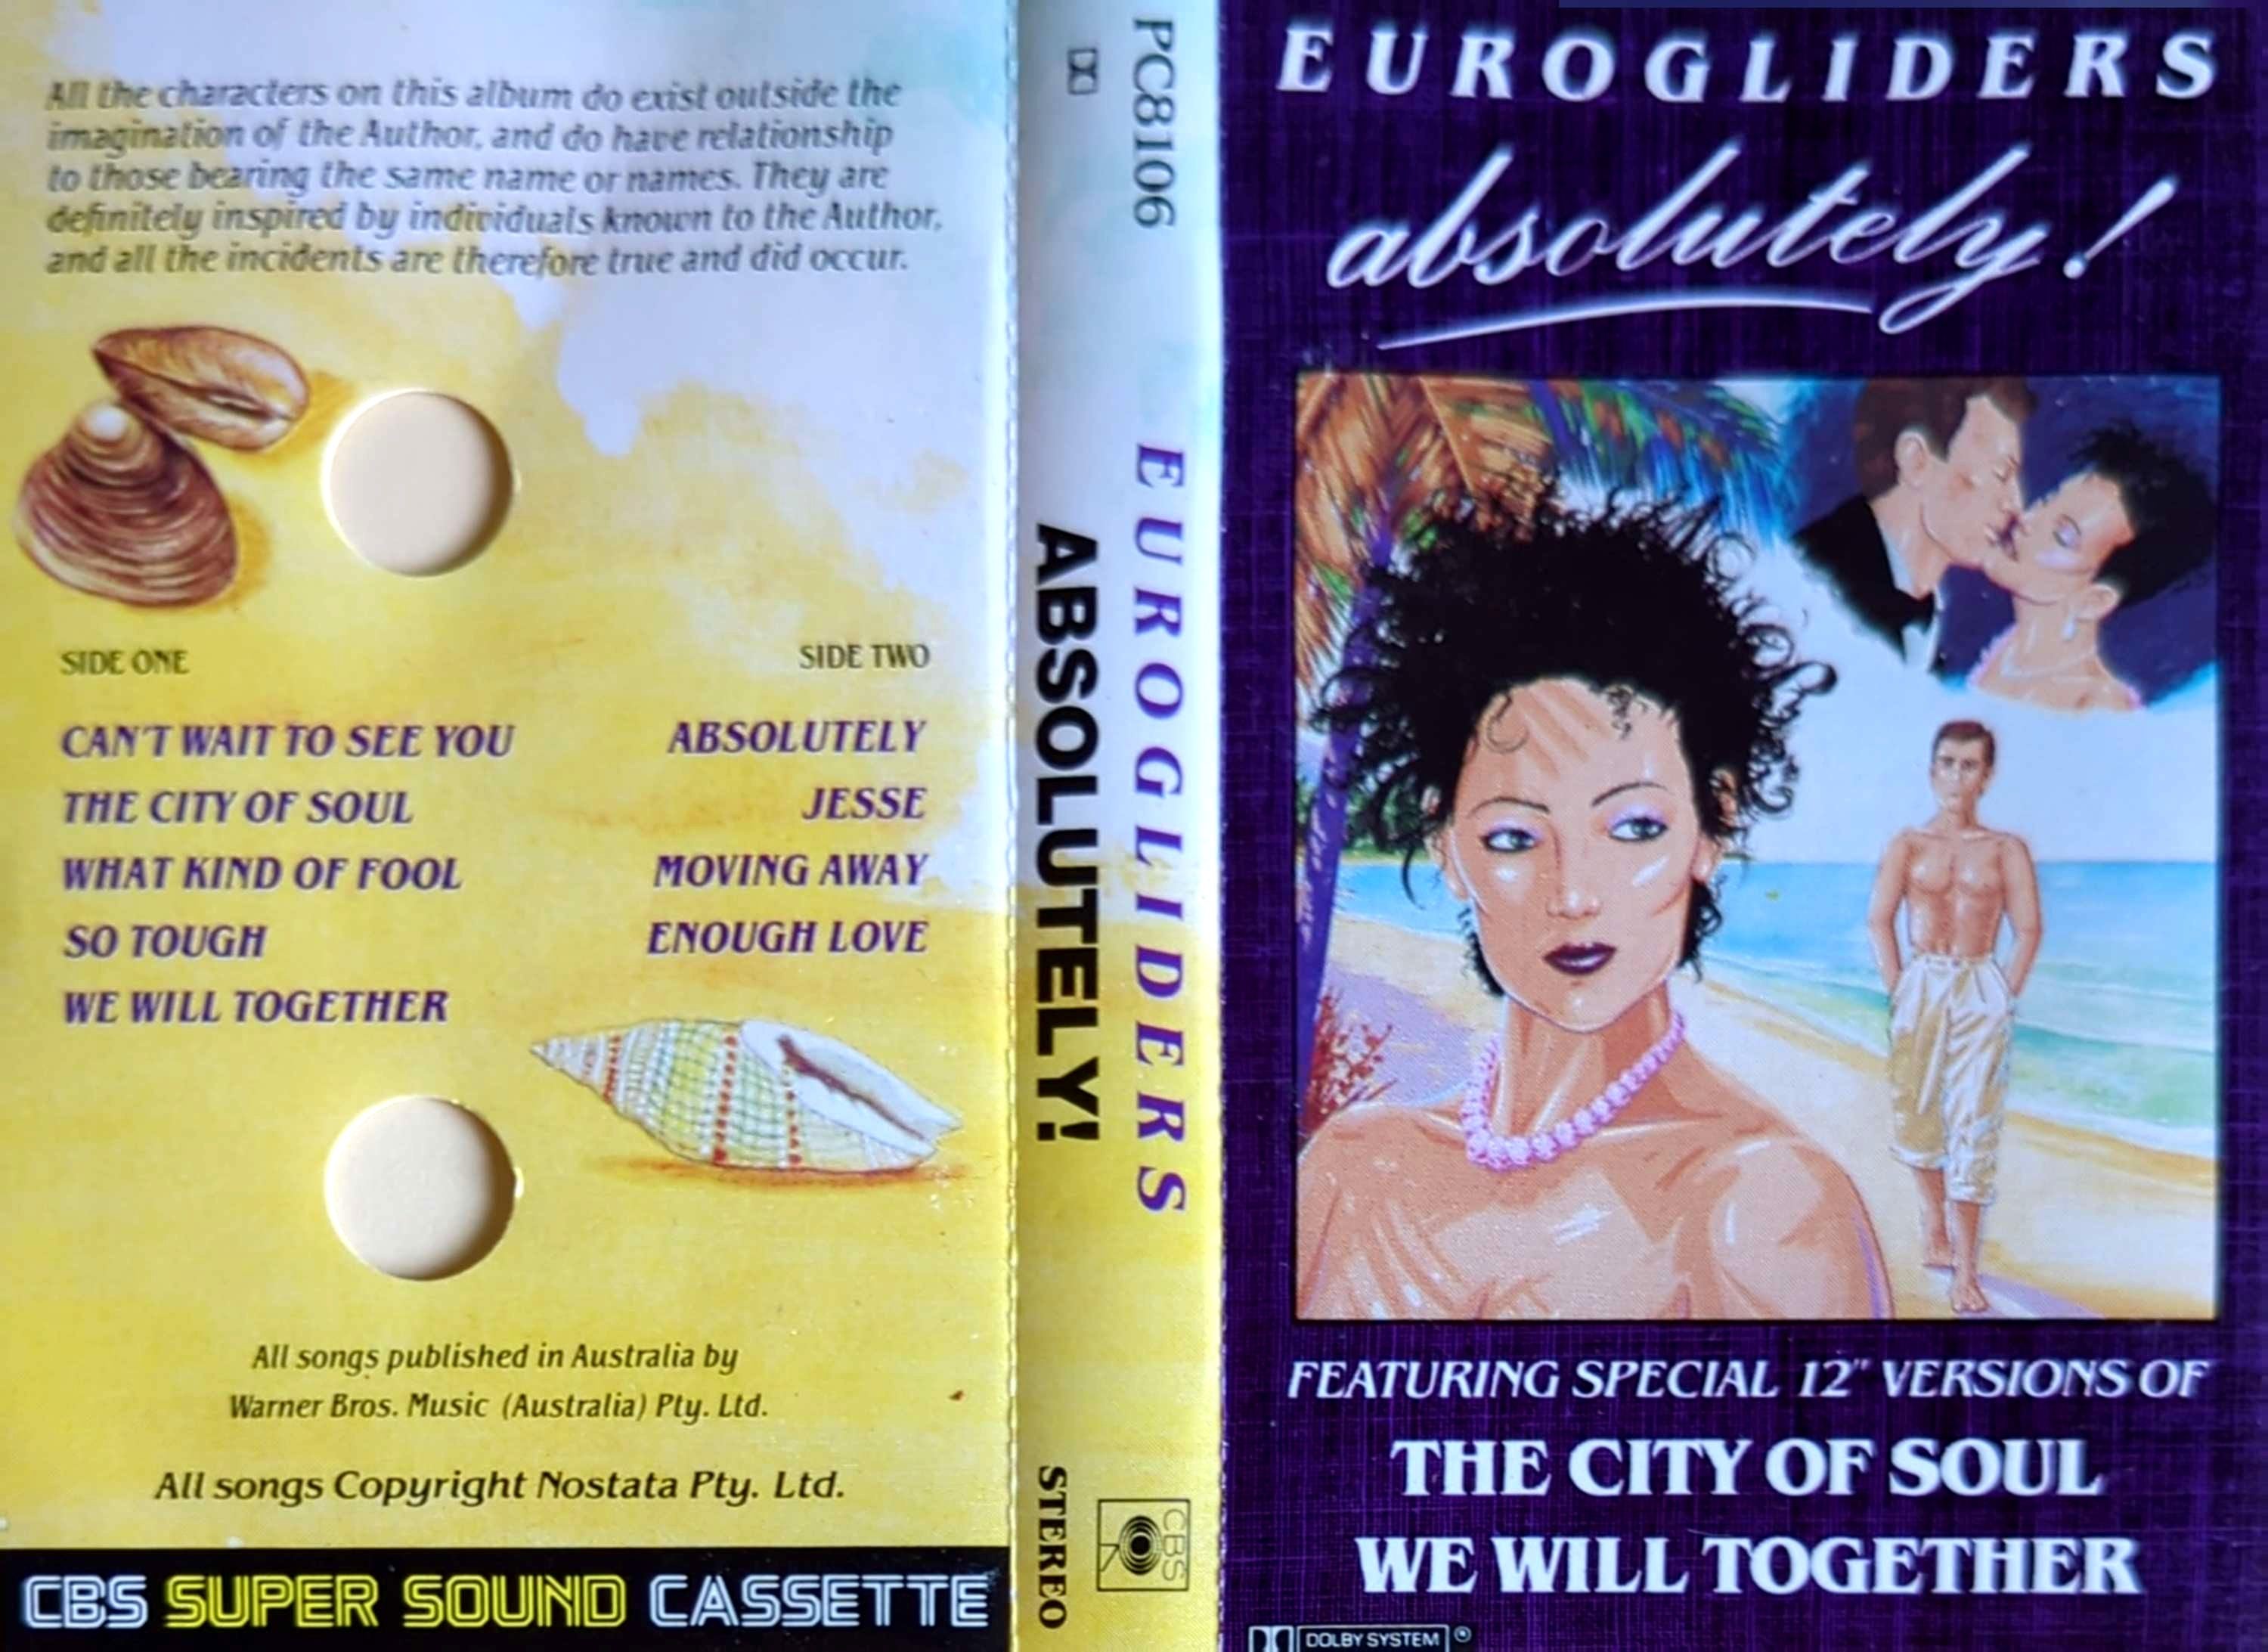 All the characters on this album do exist outside the
imagination of the Author, and do have relationship
to those bearing the same name or names. They are
definitely inspired by individuals known to the Author,
and all the incidents are therefore true and did occur.
SIDE ONE
CAN'T WAIT TO SEE YOU
THE CITY OF SOUL
WHAT KIND OF FOOL
SO TOUGH
WE WILL TOGETHER
SIDE TWO
ABSOLUTELY
JESSE
MOVING AWAY
ENOUGH LOVE
All songs published in Australia by
Warner Bros. Music (Australia) Pty. Ltd.
All songs Copyright Nostata Pty. Ltd.
CBS SUPER SOUND CASSETTE
PC8106
EUROGLIDERS
ABSOLUTELY!
STEREO
CBS
EUROGLIDERS
absolutely!
FEATURING SPECIAL 12" VERSIONS OF
THE CITY OF SOUL
WE WILL TOGETHER
DOLBY SYSTEM ®